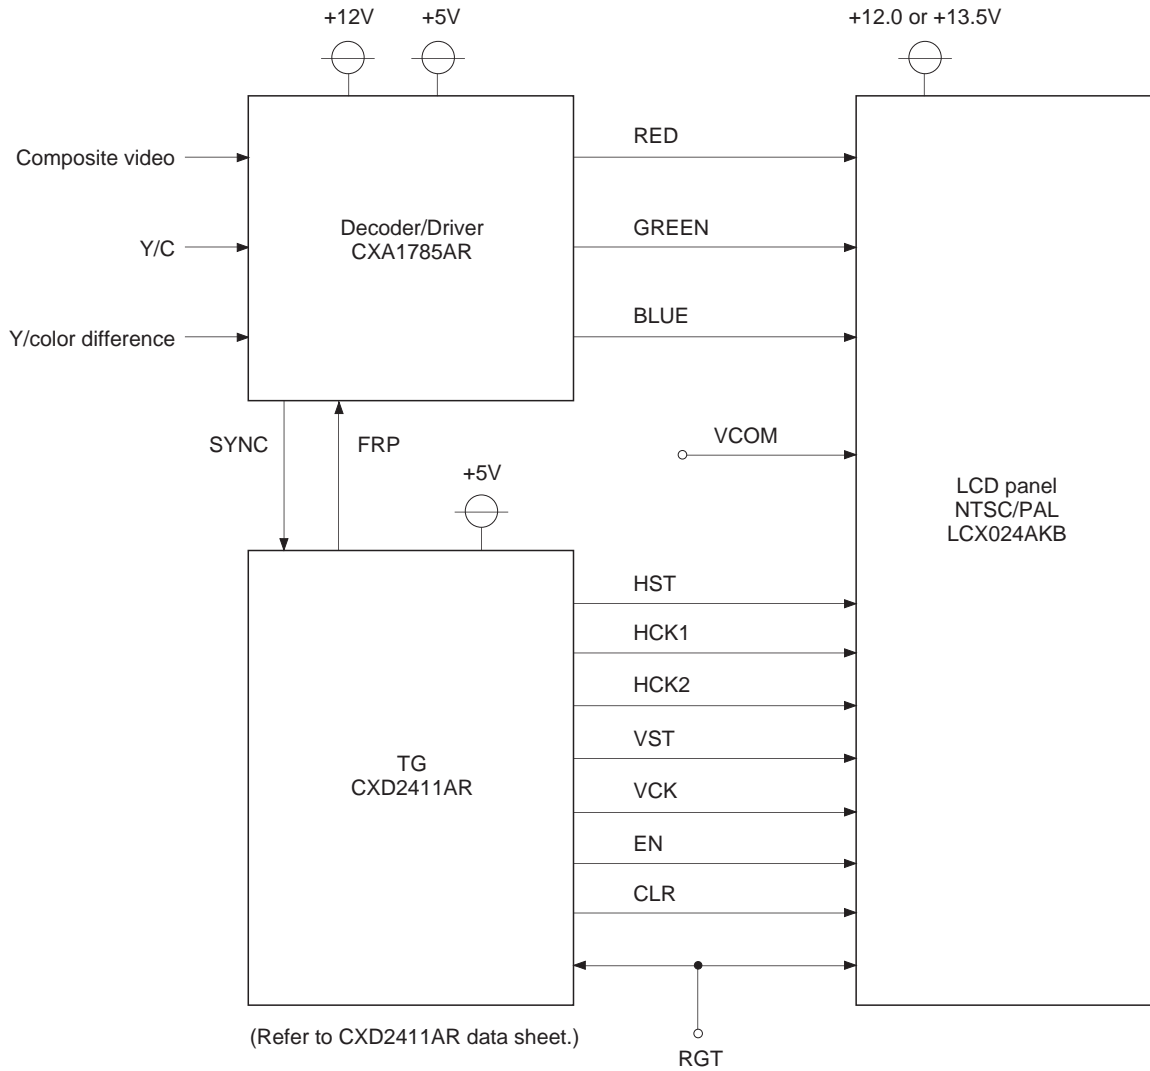 +12V
+5V
+12.0 or +13.5V
Composite video
Y/C
Y/color difference
Decoder/Driver
CXA1785AR
RED
GREEN
BLUE
SYNC
FRP
+5V
VCOM
LCD panel
NTSC/PAL
LCX024AKB
TG
CXD2411AR
HST
HCK1
HCK2
VST
VCK
EN
CLR
RGT
(Refer to CXD2411AR data sheet.)